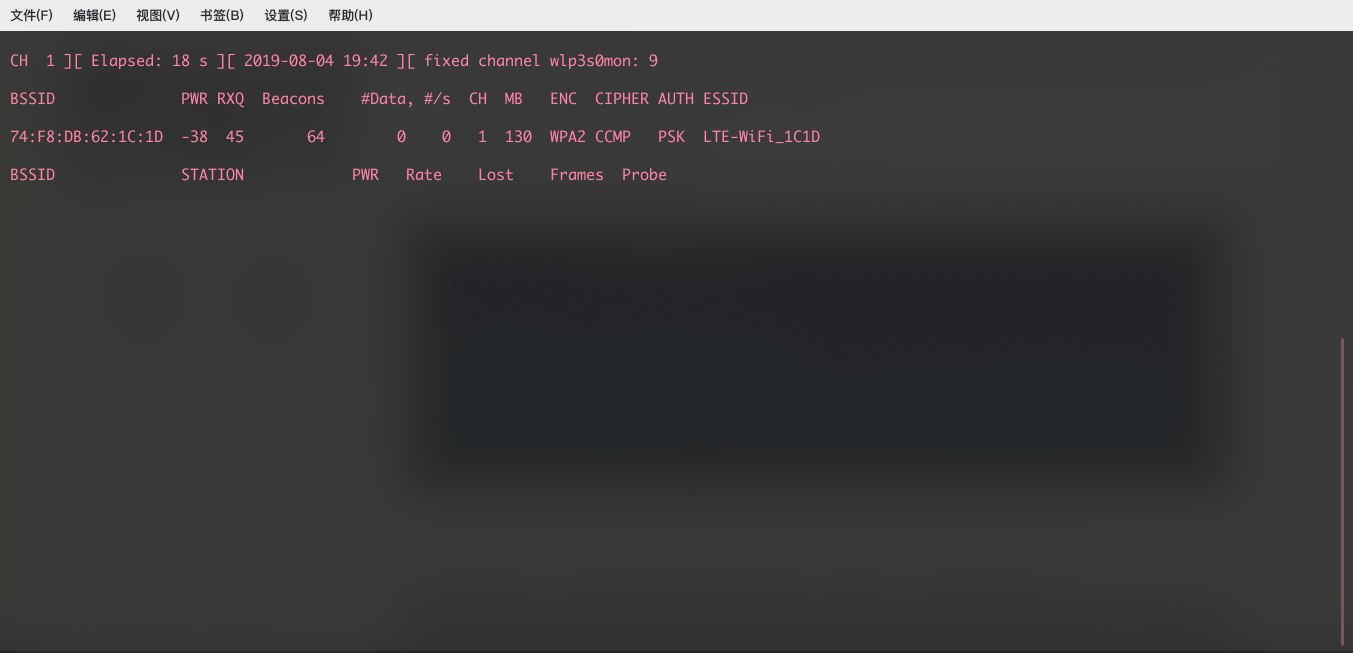 文件(F) 编辑(E) 视图(V) 书签(B) 设置(S) 帮助(H)
CH  1 ][ Elapsed: 18 s ][ 2019-08-04 19:42 ][ fixed channel wlp3s0mon: 9
BSSID              PWR RXQ  Beacons    #Data, #/s  CH  MB   ENC  CIPHER AUTH ESSID
74:F8:DB:62:1C:1D  -38  45       64        0    0   1  130  WPA2 CCMP   PSK  LTE-WiFi_1C1D
BSSID              STATION            PWR   Rate    Lost    Frames  Probe